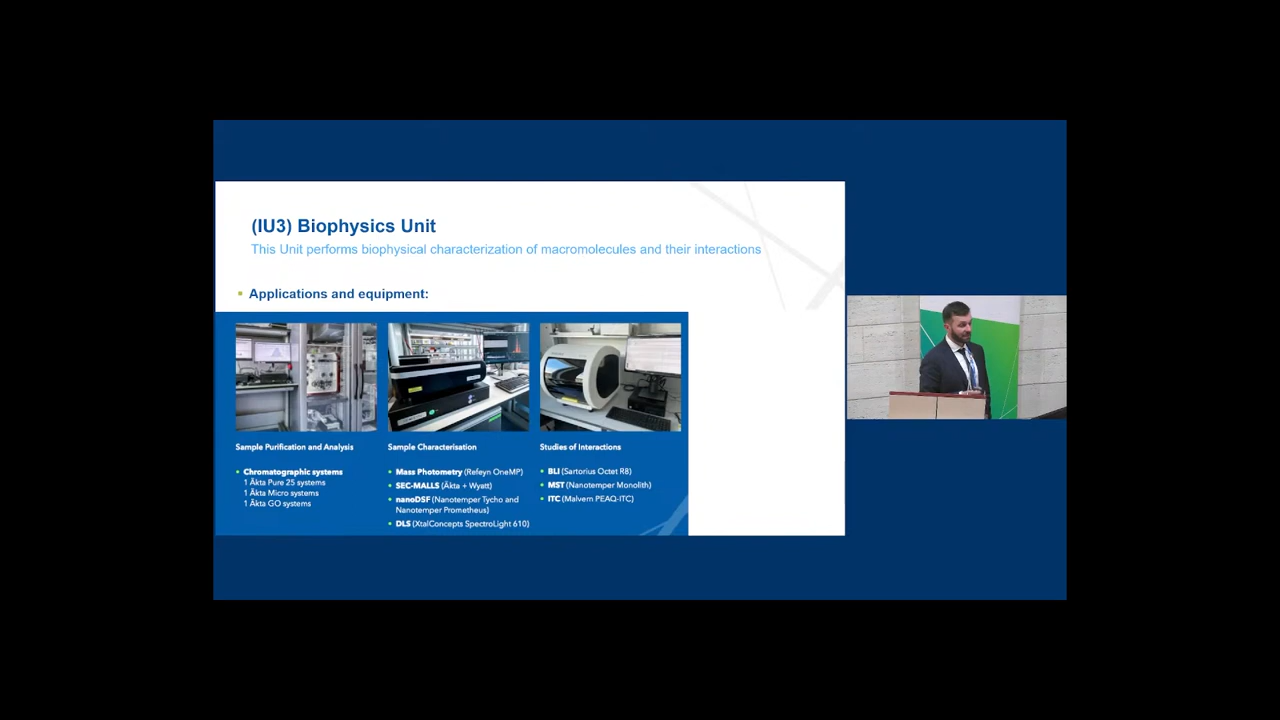 (IU3) Biophysics Unit
This Unit performs biophysical characterization of macromolecules and their interactions
Applications and equipment:
Sample Purification and Analysis
Chromatographic systems
1 Äkta Pure 25 systems
1 Äkta Micro systems
1 Äkta GO systems
Sample Characterisation
Mass Photometry (Refeyn OneMP)
SEC-MALLS (Äkta + Wyatt)
nanoDSF (Nanotemper Tycho and
Nanotemper Prometheus)
DLS (XtalConcepts SpectroLight 610)
Studies of Interactions
BLI (Sartorius Octet R8)
MST (Nanotemper Monolith)
ITC (Malvern PEAQ-ITC)